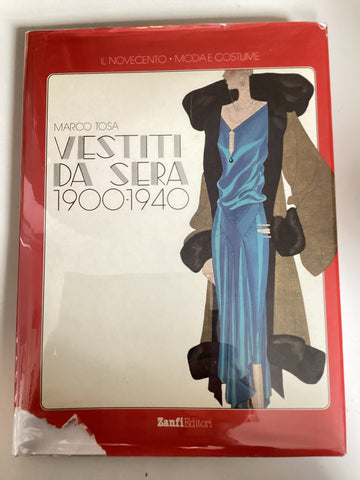 IL NOVECENTO • MODA E COSTUME
MARCO TOSA
VESTITI
DA SERA
1900-1940
Zanfi Editori